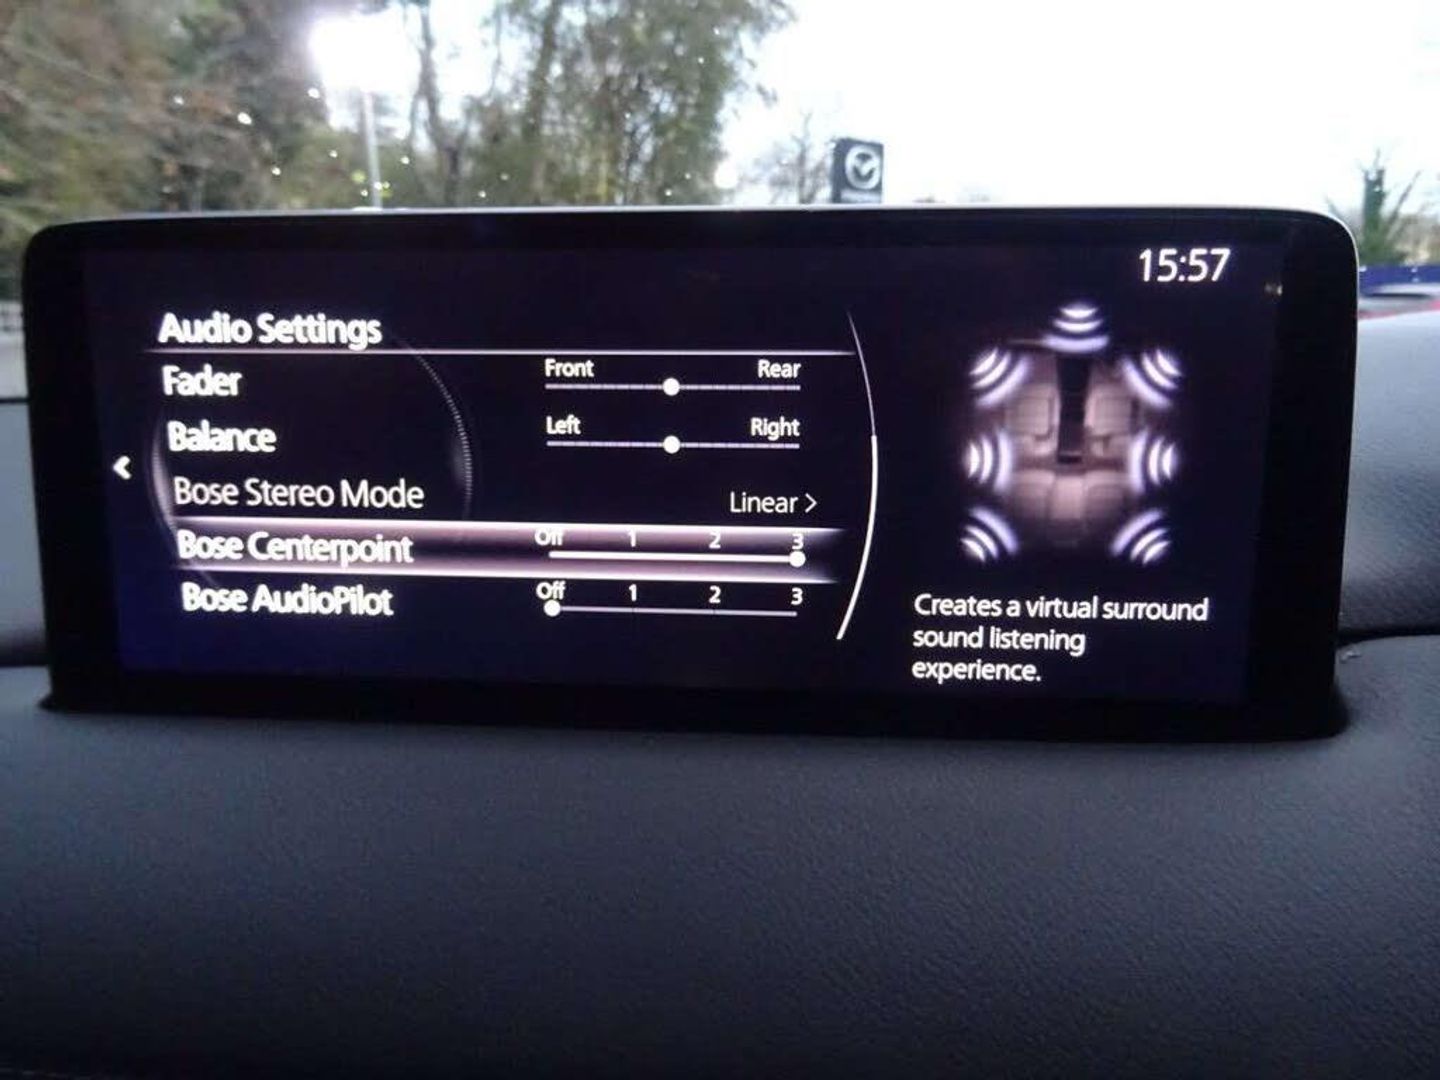 15:57
Audio Settings
Fader Front Rear
Balance Left Right
Bose Stereo Mode Linear >
Bose Centerpoint Off 1 2 3
Bose AudioPilot Off 1 2 3
Creates a virtual surround
sound listening
experience.